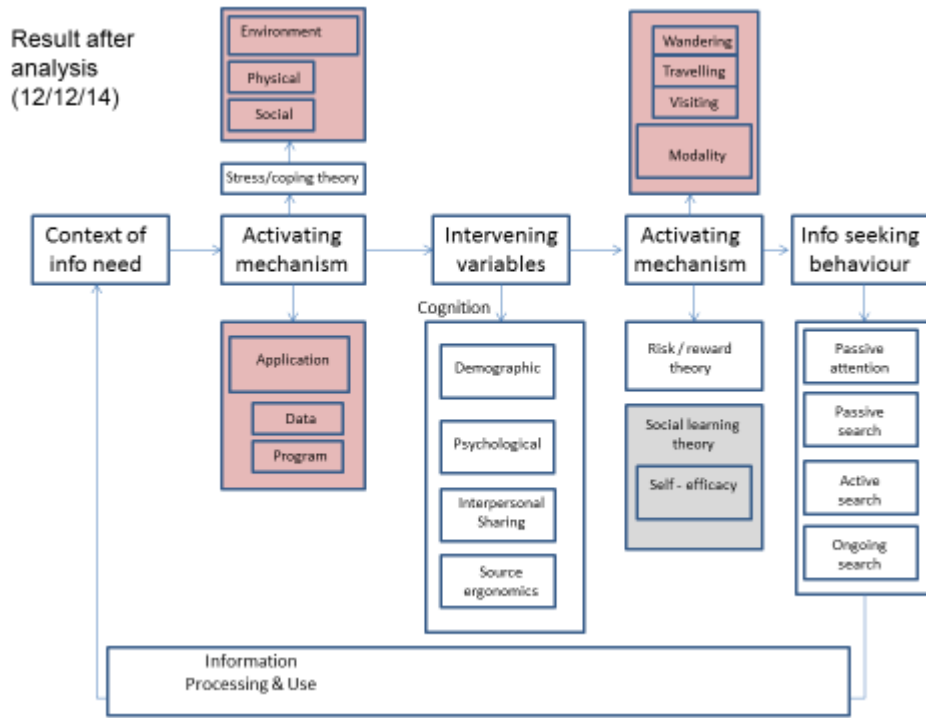 Result after
analysis
(12/12/14)
Environment
Physical
Social
Stress/coping theory
Wandering
Travelling
Visiting
Modality
Context of
info need
Activating
mechanism
Intervening
variables
Activating
mechanism
Info seeking
behaviour
Application
Data
Program
Cognition
Demographic
Psychological
Interpersonal
Sharing
Source
ergonomics
Risk / reward
theory
Social learning
theory
Self - efficacy
Passive
attention
Passive
search
Active
search
Ongoing
search
Information
Processing & Use